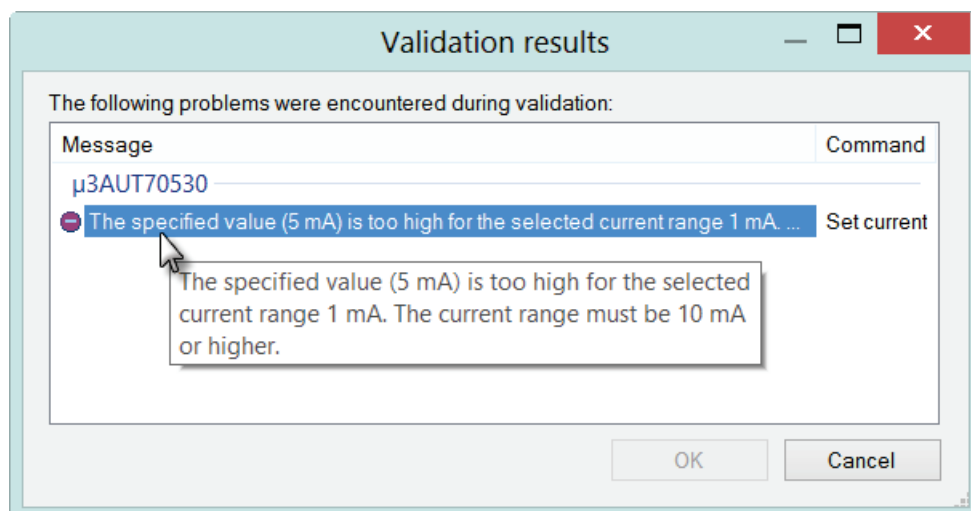 Validation results
The following problems were encountered during validation:
Message Command
µ3AUT70530
The specified value (5 mA) is too high for the selected current range 1 mA. ... Set current
The specified value (5 mA) is too high for the selected
current range 1 mA. The current range must be 10 mA
or higher.
OK Cancel